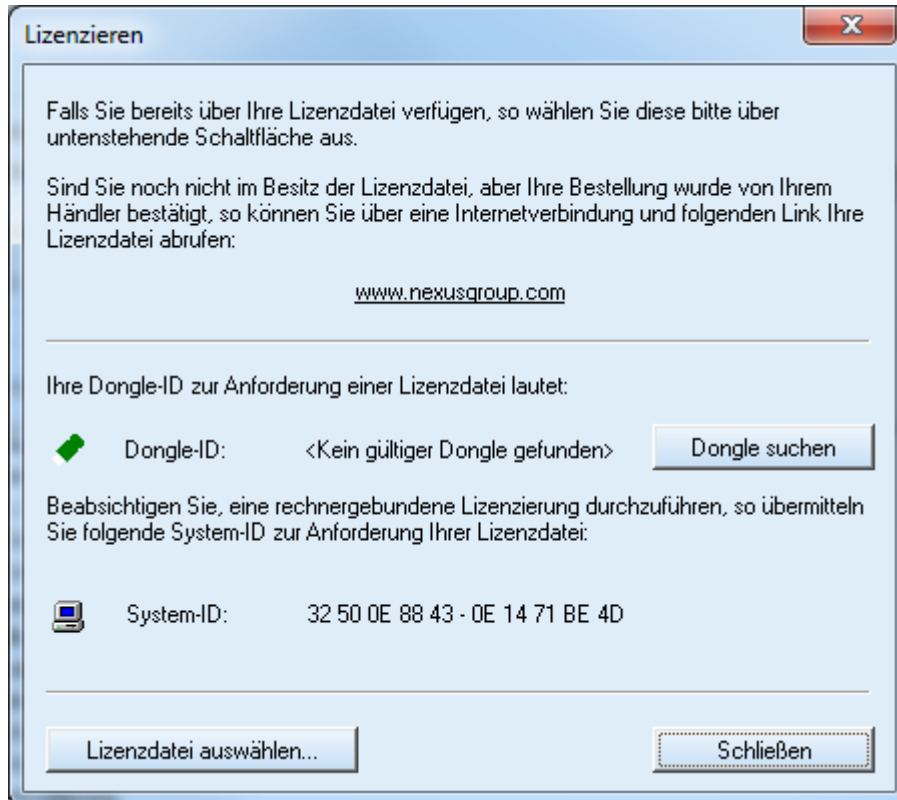 Lizenzieren
Falls Sie bereits über Ihre Lizenzdatei verfügen, so wählen Sie diese bitte über
untenstehende Schaltfläche aus.
Sind Sie noch nicht im Besitz der Lizenzdatei, aber Ihre Bestellung wurde von Ihrem
Händler bestätigt, so können Sie über eine Internetverbindung und folgenden Link Ihre
Lizenzdatei abrufen:
www.nexusgroup.com
Ihre Dongle-ID zur Anforderung einer Lizenzdatei lautet:
Dongle-ID: <Kein gültiger Dongle gefunden> Dongle suchen
Beabsichtigen Sie, eine rechnergebundene Lizenzierung durchzuführen, so übermitteln
Sie folgende System-ID zur Anforderung Ihrer Lizenzdatei:
System-ID: 32 50 0E 88 43 - 0E 14 71 BE 4D
Lizenzdatei auswählen... Schließen